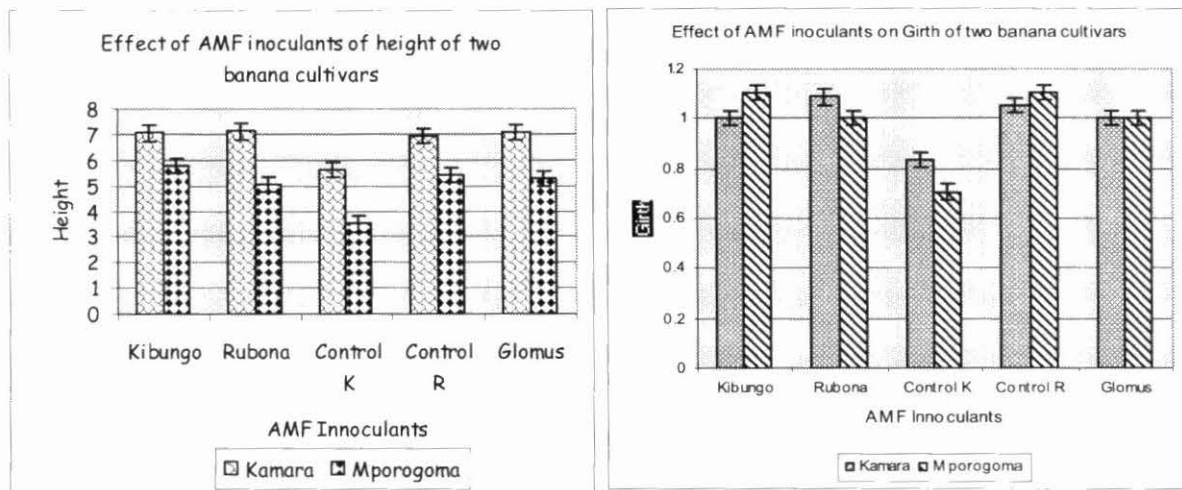 Effect of AMF inoculants of height of two
banana cultivars
8
7
6
5
4
3
2
1
0
Height
Kibungo Rubona Control K Control R Glomus
AMF Innoculants
Kamara Mporogoma
Effect of AMF inoculants on Girth of two banana cultivars
1.2
1
0.8
0.6
0.4
0.2
0
Girth
Kibungo Rubona Control K Control R Glomus
AMF Innoculants
Kamara Mporogoma